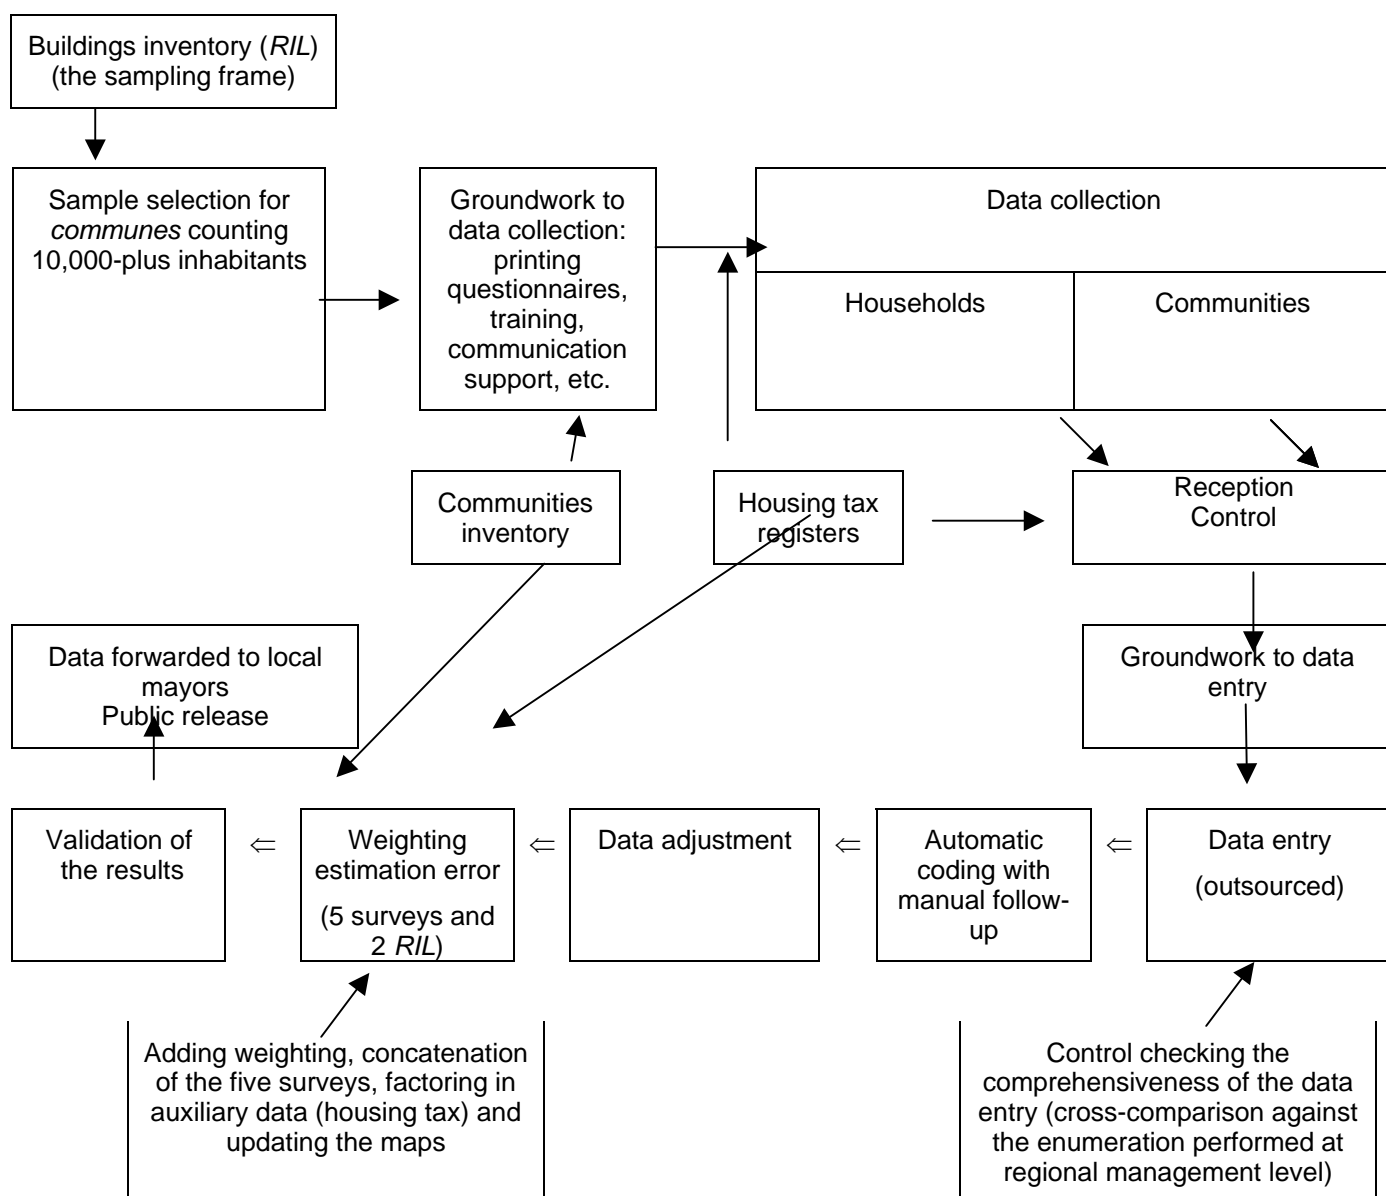 Buildings inventory (RIL)
(the sampling frame)
Sample selection for
communes counting
10,000-plus inhabitants
Groundwork to
data collection:
printing
questionnaires,
training,
communication
support, etc.
Data collection
Households
Communities
Communities
inventory
Housing tax
registers
Reception
Control
Data forwarded to local
mayors
Public release
Groundwork to data
entry
Validation of
the results
⇐
Weighting
estimation error
(5 surveys and
2 RIL)
⇐
Data adjustment
⇐
Automatic
coding with
manual follow-
up
⇐
Data entry
(outsourced)
Adding weighting, concatenation
of the five surveys, factoring in
auxiliary data (housing tax) and
updating the maps
Control checking the
comprehensiveness of the data
entry (cross-comparison against
the enumeration performed at
regional management level)